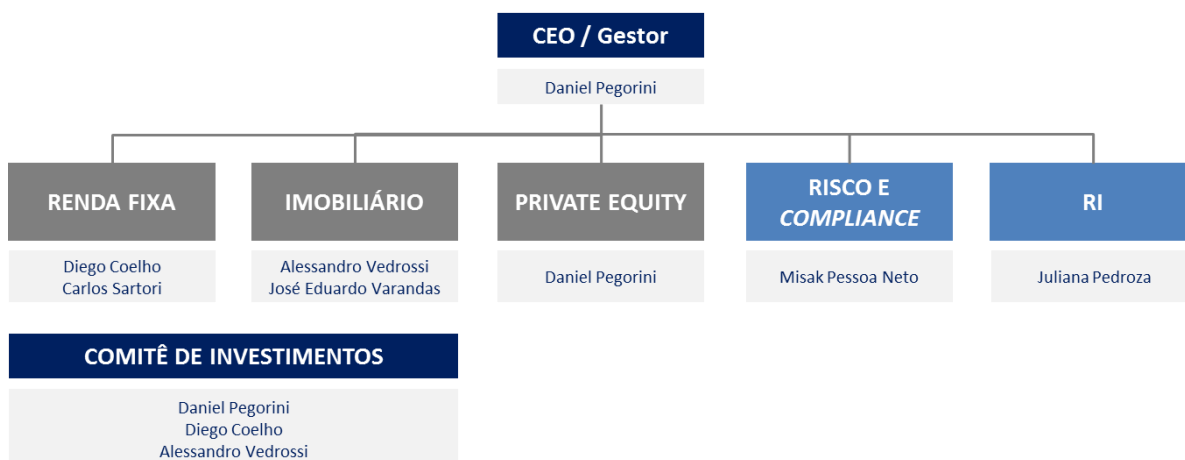 CEO / Gestor
Daniel Pegorini
RENDA FIXA
Diego Coelho
Carlos Sartori
IMOBILIÁRIO
Alessandro Vedrossi
José Eduardo Varandas
PRIVATE EQUITY
Daniel Pegorini
RISCO E
COMPLIANCE
Misak Pessoa Neto
RI
Juliana Pedroza
COMITÊ DE INVESTIMENTOS
Daniel Pegorini
Diego Coelho
Alessandro Vedrossi